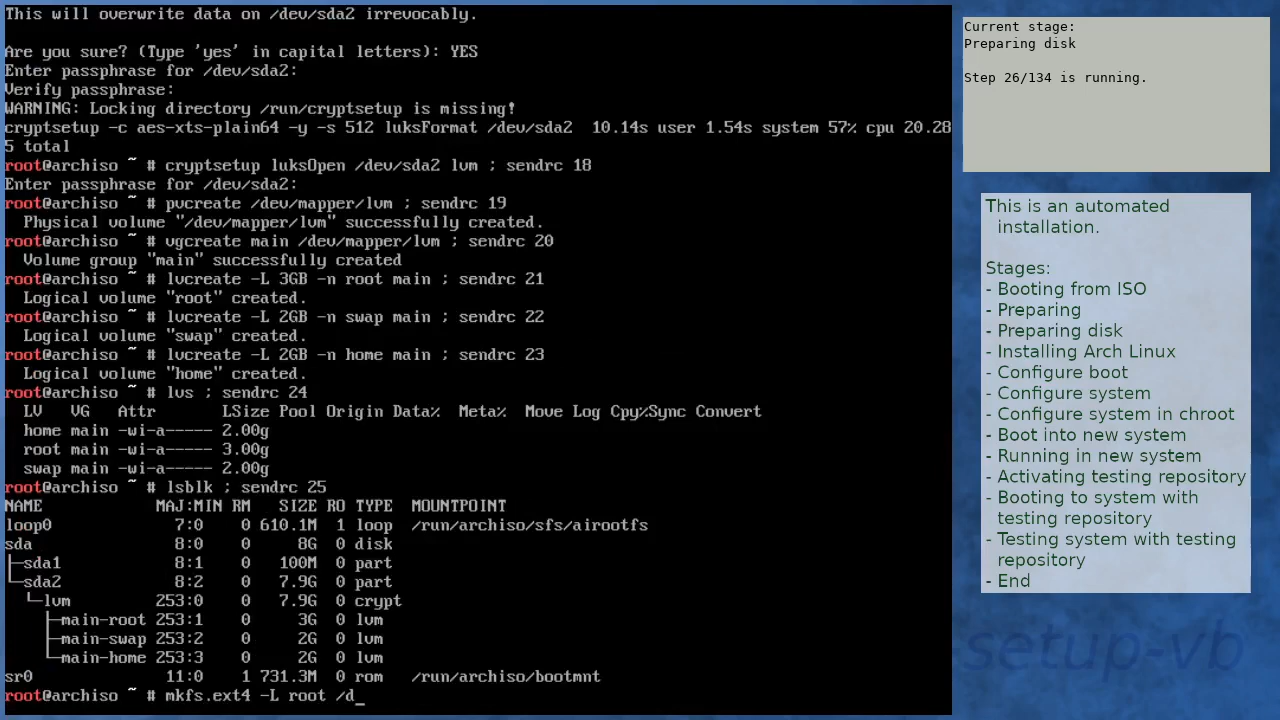 This will overwrite data on /dev/sda2 irrevocably.
Are you sure? (Type 'yes' in capital letters): YES
Enter passphrase for /dev/sda2:
Verify passphrase:
WARNING: Locking directory /run/cryptsetup is missing!
cryptsetup -c aes-xts-plain64 -y -s 512 luksFormat /dev/sda2  10.14s user 1.54s system 57% cpu 20.28
5 total
root@archiso ~ # cryptsetup luksOpen /dev/sda2 lvm ; sendrc 18
Enter passphrase for /dev/sda2:
root@archiso ~ # pvcreate /dev/mapper/lvm ; sendrc 19
  Physical volume "/dev/mapper/lvm" successfully created.
root@archiso ~ # vgcreate main /dev/mapper/lvm ; sendrc 20
  Volume group "main" successfully created
root@archiso ~ # lvcreate -L 3GB -n root main ; sendrc 21
  Logical volume "root" created.
root@archiso ~ # lvcreate -L 2GB -n swap main ; sendrc 22
  Logical volume "swap" created.
root@archiso ~ # lvcreate -L 2GB -n home main ; sendrc 23
  Logical volume "home" created.
root@archiso ~ # lvs ; sendrc 24
  LV   VG   Attr       LSize Pool Origin Data%  Meta%  Move Log Cpy%Sync Convert
  home main -wi-a----- 2.00g
  root main -wi-a----- 3.00g
  swap main -wi-a----- 2.00g
root@archiso ~ # lsblk ; sendrc 25
NAME            MAJ:MIN RM   SIZE RO TYPE  MOUNTPOINT
loop0             7:0    0 610.1M  1 loop  /run/archiso/sfs/airootfs
sda               8:0    0     8G  0 disk
├─sda1            8:1    0   100M  0 part
└─sda2            8:2    0   7.9G  0 part
  └─lvm         253:0    0   7.9G  0 crypt
    ├─main-root 253:1    0     3G  0 lvm
    ├─main-swap 253:2    0     2G  0 lvm
    └─main-home 253:3    0     2G  0 lvm
sr0              11:0    1 731.3M  0 rom   /run/archiso/bootmnt
root@archiso ~ # mkfs.ext4 -L root /d_
Current stage:
Preparing disk
Step 26/134 is running.
This is an automated
installation.
Stages:
- Booting from ISO
- Preparing
- Preparing disk
- Installing Arch Linux
- Configure boot
- Configure system
- Configure system in chroot
- Boot into new system
- Running in new system
- Activating testing repository
- Booting to system with
testing repository
- Testing system with testing
repository
- End
setup-vb